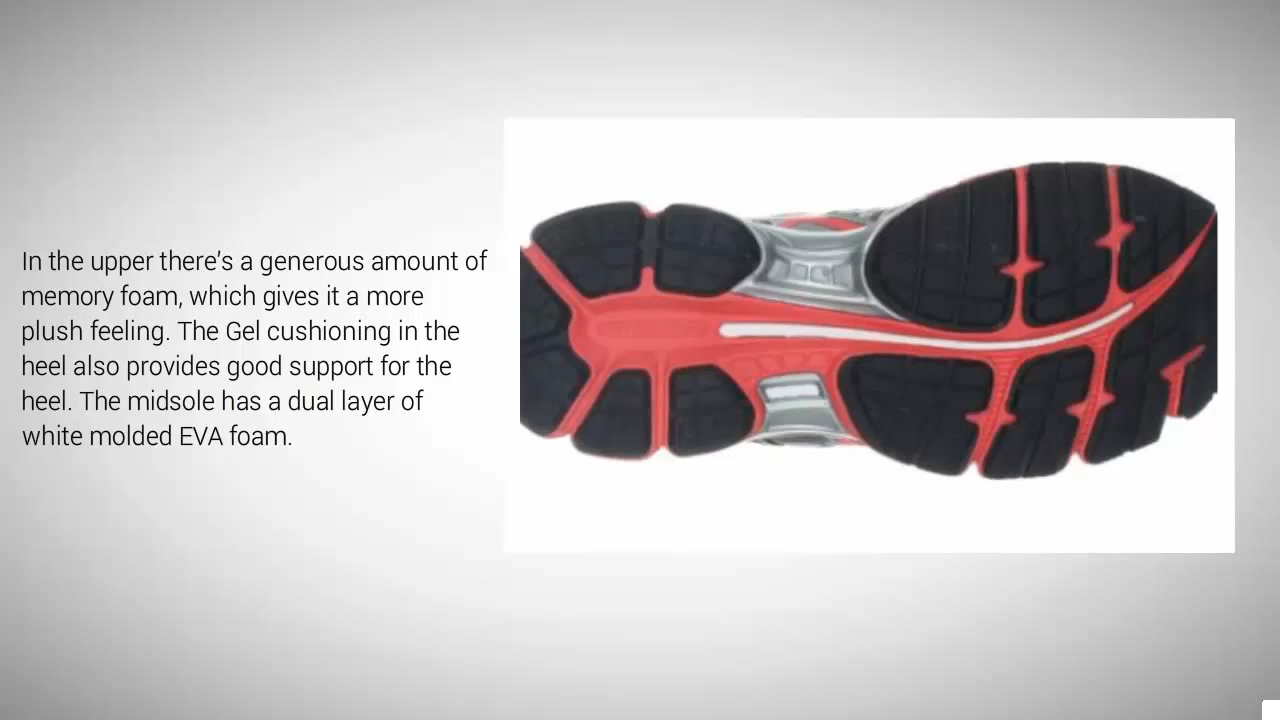 In the upper there's a generous amount of
memory foam, which gives it a more
plush feeling. The Gel cushioning in the
heel also provides good support for the
heel. The midsole has a dual layer of
white molded EVA foam.